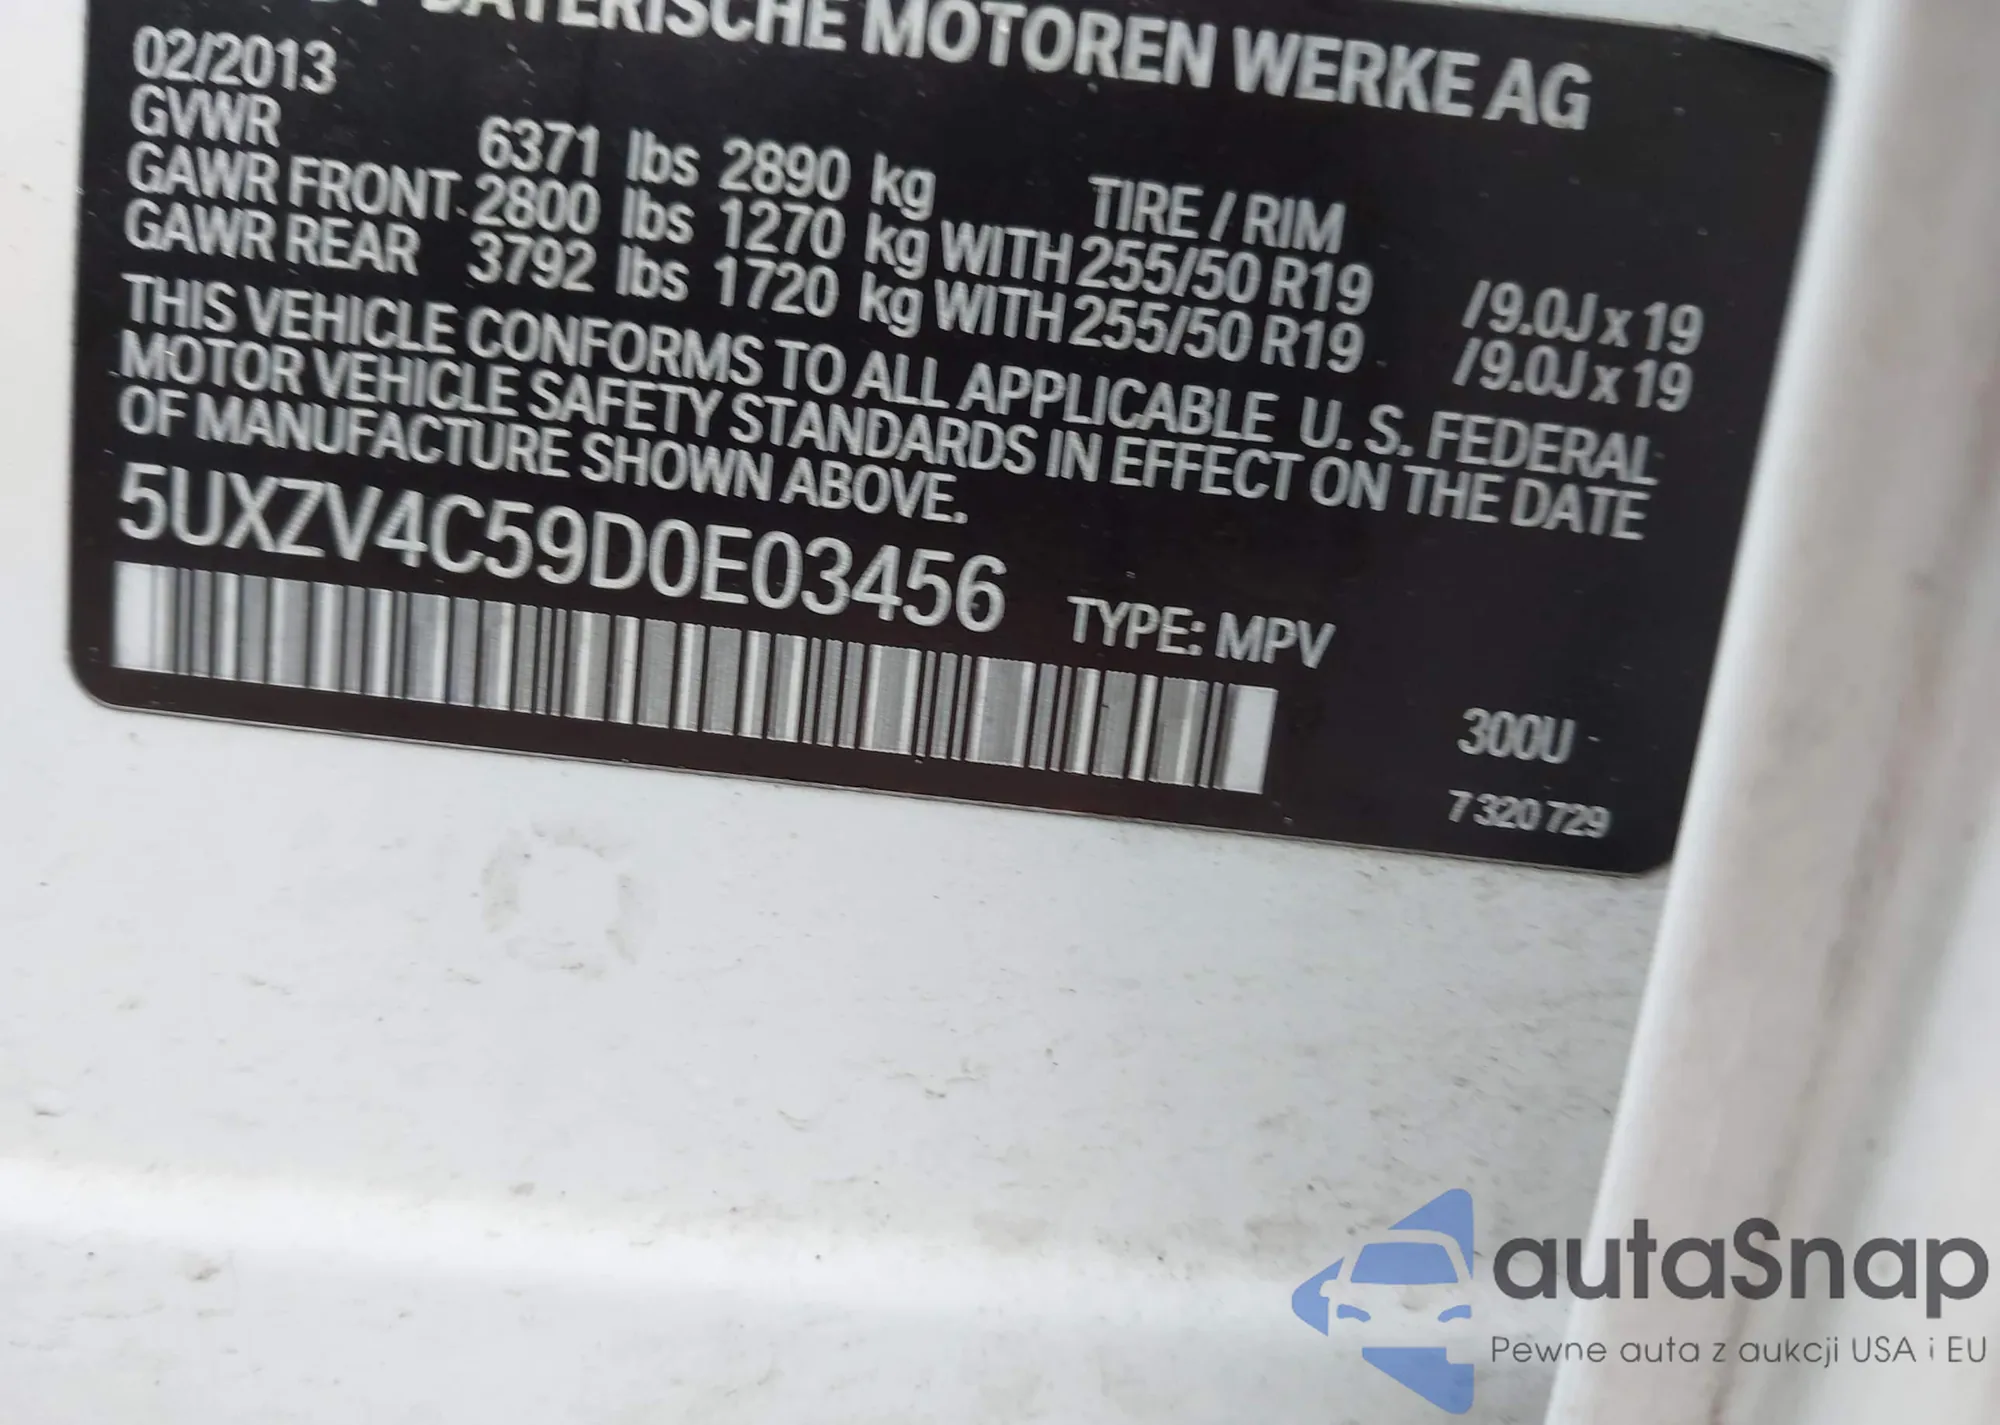 BAYERISCHE MOTOREN WERKE AG
02/2013
GVWR 6371 lbs 2890 kg TIRE / RIM
GAWR FRONT 2800 lbs 1270 kg WITH 255/50 R19 /9.0J x 19
GAWR REAR 3792 lbs 1720 kg WITH 255/50 R19 /9.0J x 19
THIS VEHICLE CONFORMS TO ALL APPLICABLE U. S. FEDERAL
MOTOR VEHICLE SAFETY STANDARDS IN EFFECT ON THE DATE
OF MANUFACTURE SHOWN ABOVE.
5UXZV4C59D0E03456 TYPE: MPV
300U
7 320 729
autaSnap
Pewne auta z aukcji USA i EU